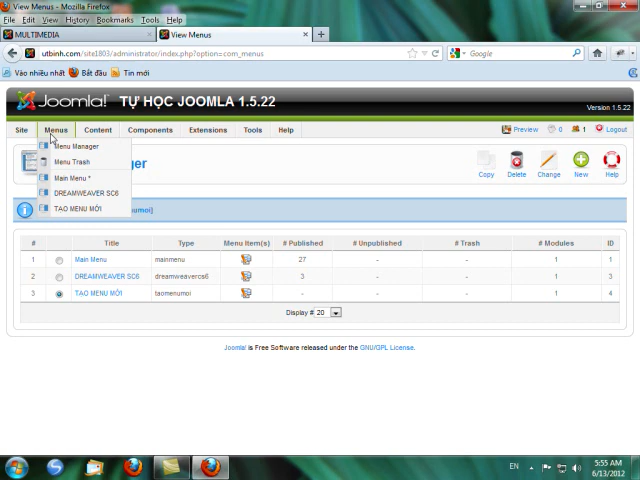 View Menus - Mozilla Firefox
File Edit View History Bookmarks Tools Help
MULTIMEDIA
View Menus
utbinh.com/site1803/administrator/index.php?option=com_menus
Google
Vào nhiều nhất Bắt đầu Tin mới
Joomla! TỰ HỌC JOOMLA 1.5.22
Version 1.5.22
Site Menus Content Components Extensions Tools Help
Preview 0 1 Logout
Menu Manager
Menu Trash
Main Menu *
DREAMWEAVER SC6
TAO MENU MỚI
ger
Copy Delete Change New Help
umoi]
# Title Type Menu Item(s) # Published # Unpublished # Trash # Modules ID
1 Main Menu mainmenu 27 - - 1 1
2 DREAMWEAVER SC6 dreamweavercs6 3 - - 1 3
3 TAO MENU MỚI taomenumoi - - - 1 4
Display # 20
Joomla! is Free Software released under the GNU/GPL License.
EN
5:55 AM
6/13/2012